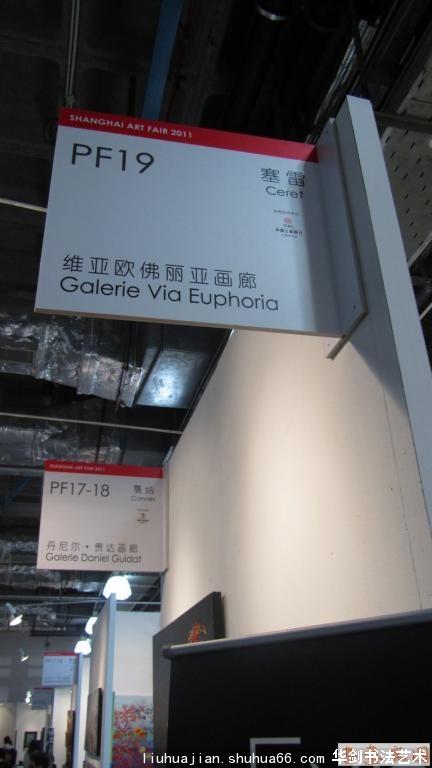 SHANGHAI ART FAIR 2011
PF19
塞雷
Ceret
维亚欧佛丽亚画廊
Galerie Via Euphoria
SHANGHAI ART FAIR 2011
PF17-18
戛纳
Cannes
丹尼尔·贵达画廊
Galerie Daniel Guidat
liuhuajian.shuhua66.com
华剑书法艺术